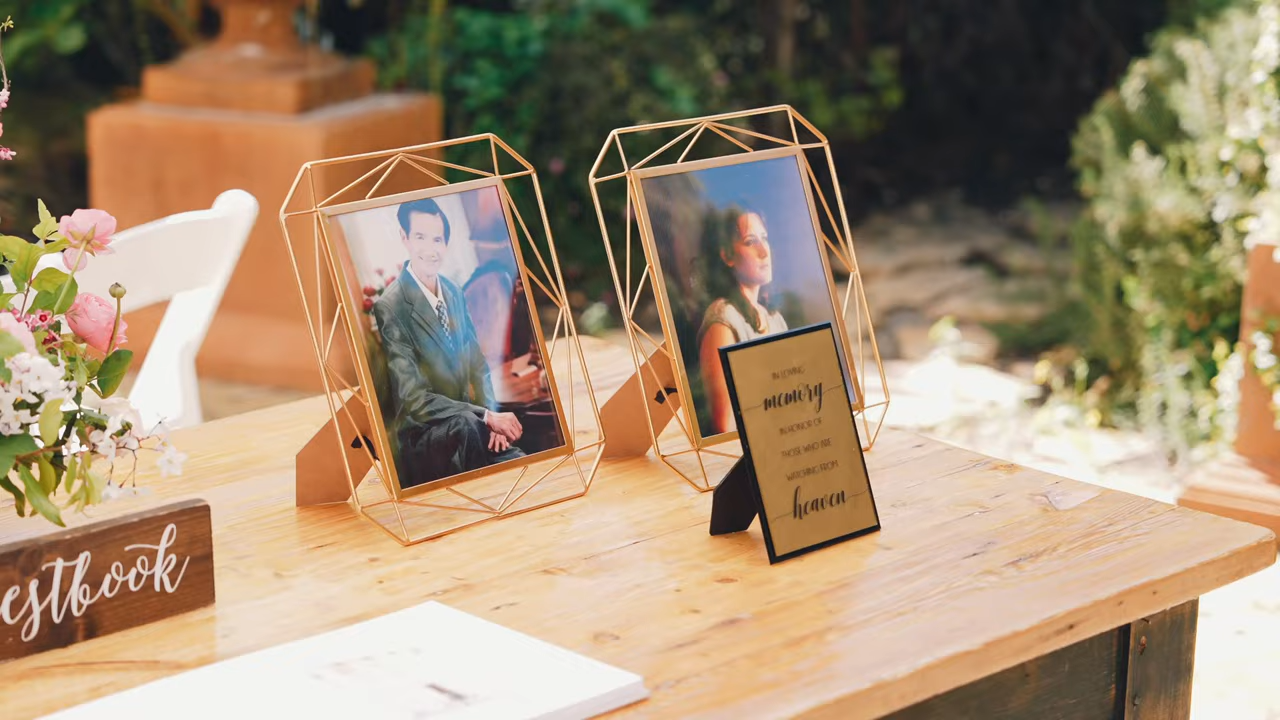 IN LOVING
memory
IN HONOR OF
THOSE WHO ARE
WATCHING FROM
heaven
estbook